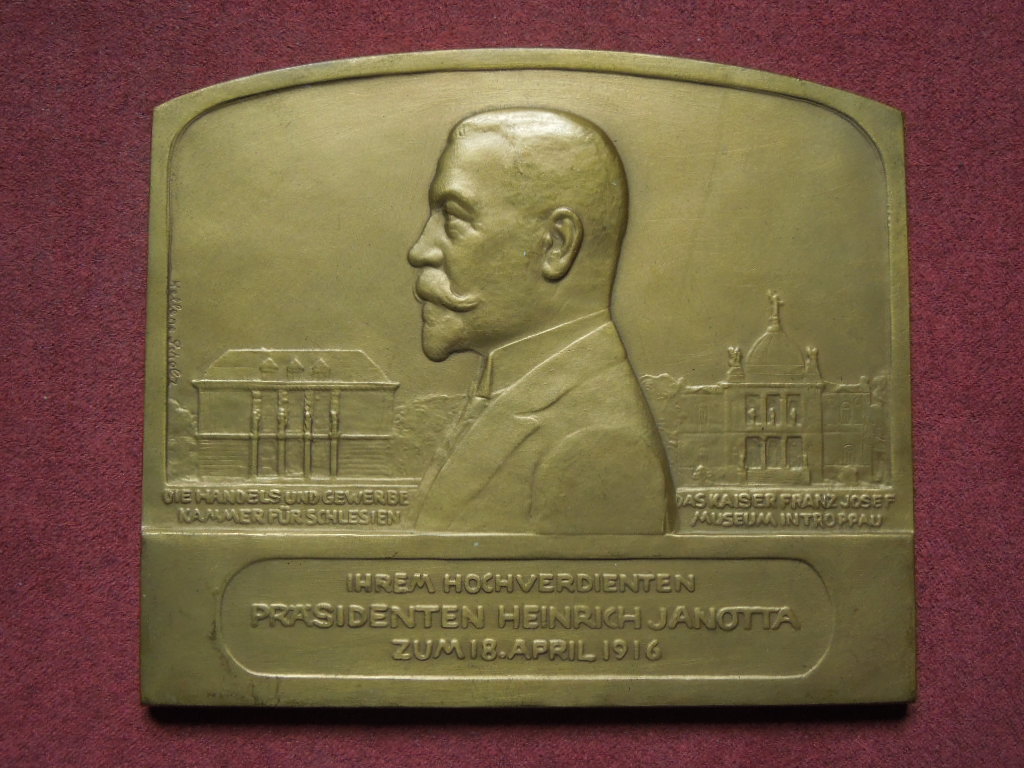 DIE HANDELS UND GEWERBE
KAMMER FÜR SCHLESIEN
DAS KAISER FRANZ JOSEF
MUSEUM IN TROPPAU
IHREM HOCHVERDIENTEN
PRÄSIDENTEN HEINRICH JANOTTA
ZUM 18. APRIL 1916